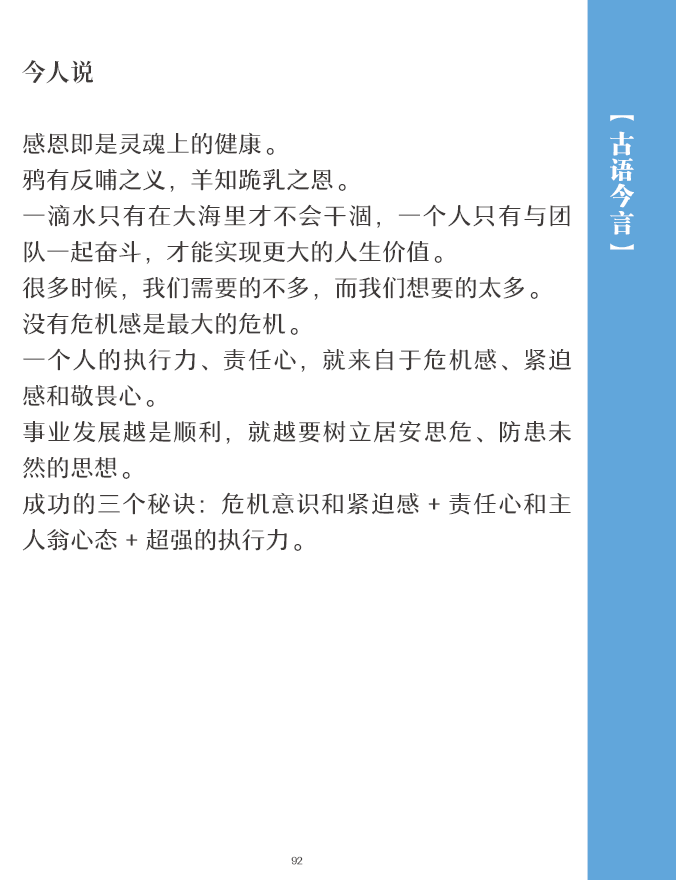 今人说
感恩即是灵魂上的健康。
鸦有反哺之义，羊知跪乳之恩。
一滴水只有在大海里才不会干涸，一个人只有与团
队一起奋斗，才能实现更大的人生价值。
很多时候，我们需要的不多，而我们想要的太多。
没有危机感是最大的危机。
一个人的执行力、责任心，就来自于危机感、紧迫
感和敬畏心。
事业发展越是顺利，就越要树立居安思危、防患未
然的思想。
成功的三个秘诀：危机意识和紧迫感 + 责任心和主
人翁心态 + 超强的执行力。
【古语今言】
92